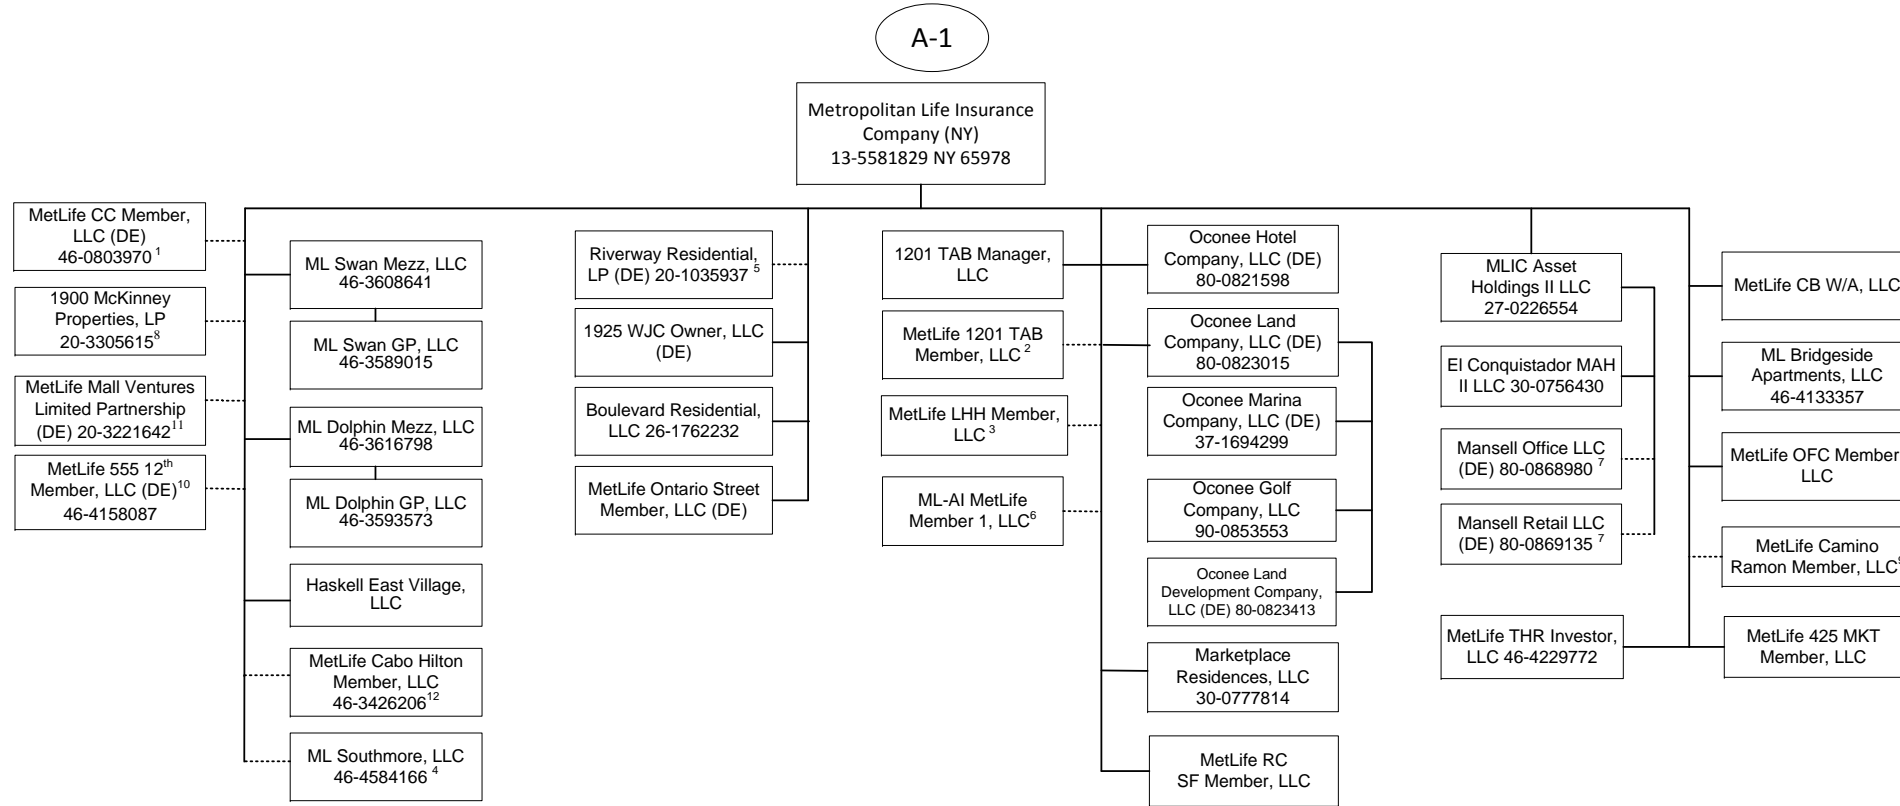 A-1
Metropolitan Life Insurance
Company (NY)
13-5581829 NY 65978
MetLife CC Member,
LLC (DE)
46-0803970 1
1900 McKinney
Properties, LP
20-3305615 8
MetLife Mall Ventures
Limited Partnership
(DE) 20-3221642 11
MetLife 555 12th
Member, LLC (DE) 10
46-4158087
ML Swan Mezz, LLC
46-3608641
ML Swan GP, LLC
46-3589015
ML Dolphin Mezz, LLC
46-3616798
ML Dolphin GP, LLC
46-3593573
Haskell East Village,
LLC
MetLife Cabo Hilton
Member, LLC
46-3426206 12
ML Southmore, LLC
46-4584166 4
Riverway Residential,
LP (DE) 20-1035937 5
1925 WJC Owner, LLC
(DE)
Boulevard Residential,
LLC 26-1762232
MetLife Ontario Street
Member, LLC (DE)
1201 TAB Manager,
LLC
MetLife 1201 TAB
Member, LLC 2
MetLife LHH Member,
LLC 3
ML-AI MetLife
Member 1, LLC 6
Oconee Hotel
Company, LLC (DE)
80-0821598
Oconee Land
Company, LLC (DE)
80-0823015
Oconee Marina
Company, LLC (DE)
37-1694299
Oconee Golf
Company, LLC
90-0853553
Oconee Land
Development Company,
LLC (DE) 80-0823413
Marketplace
Residences, LLC
30-0777814
MetLife RC
SF Member, LLC
MLIC Asset
Holdings II LLC
27-0226554
El Conquistador MAH
II LLC 30-0756430
Mansell Office LLC
(DE) 80-0868980 7
Mansell Retail LLC
(DE) 80-0869135 7
MetLife THR Investor,
LLC 46-4229772
MetLife CB W/A, LLC
ML Bridgeside
Apartments, LLC
46-4133357
MetLife OFC Member
LLC
MetLife Camino
Ramon Member, LLC
MetLife 425 MKT
Member, LLC